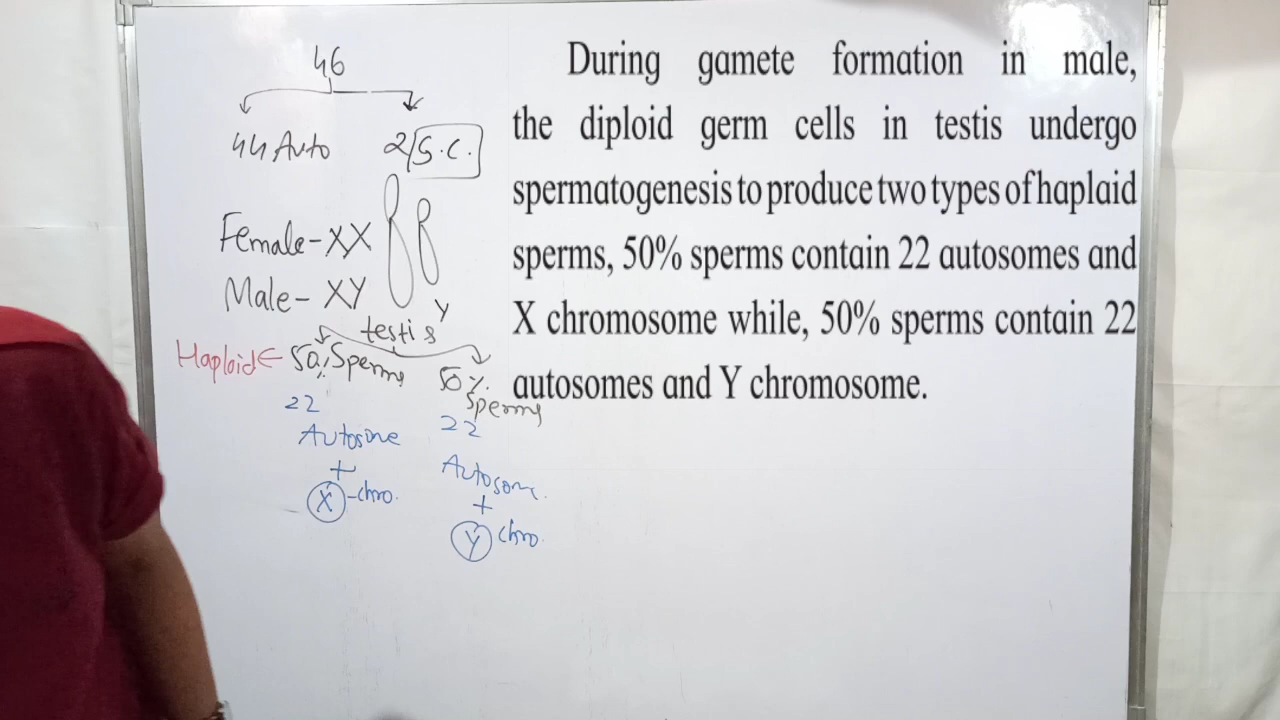 46
44 Auto 2 S.C.
Female - XX
Male - XY
Y
testis
Haploid 50% Sperms
50%
Sperms
22
Autosine
+
X - chro.
22
Autosome.
+
Y chro.
During gamete formation in male,
the diploid germ cells in testis undergo
spermatogenesis to produce two types of haplaid
sperms, 50% sperms contain 22 autosomes and
X chromosome while, 50% sperms contain 22
autosomes and Y chromosome.